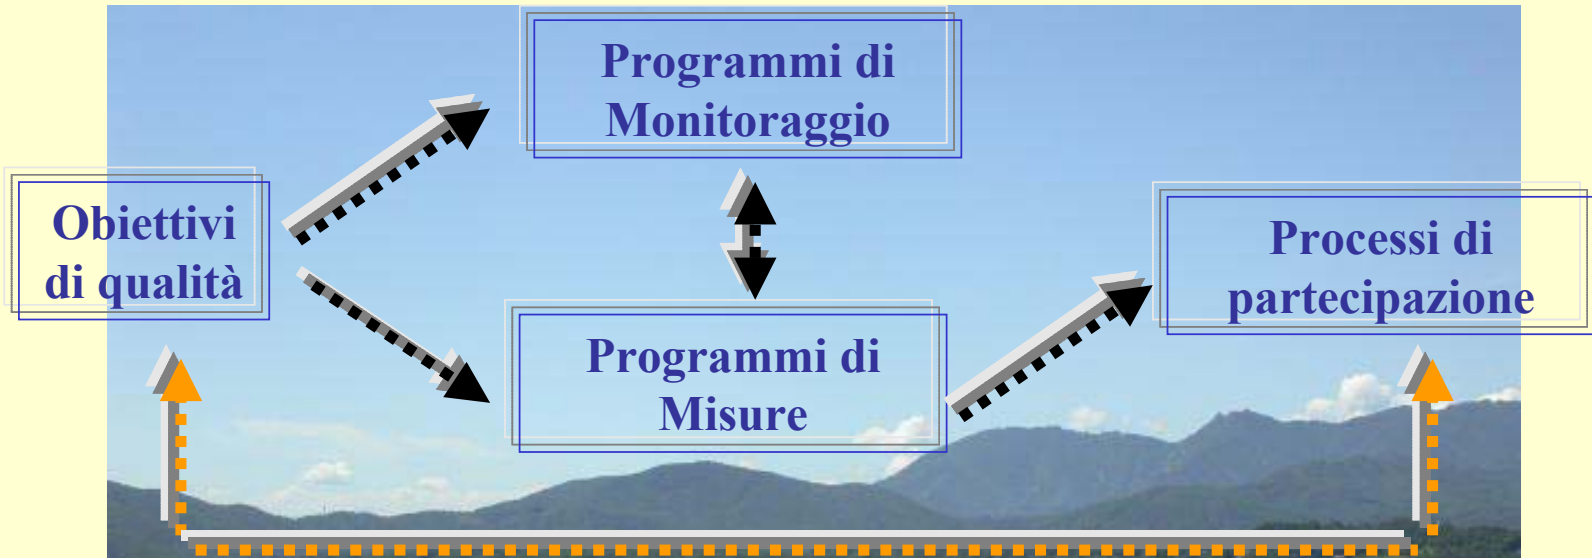 Programmi di
Monitoraggio
Obiettivi
di qualità
Processi di
partecipazione
Programmi di
Misure